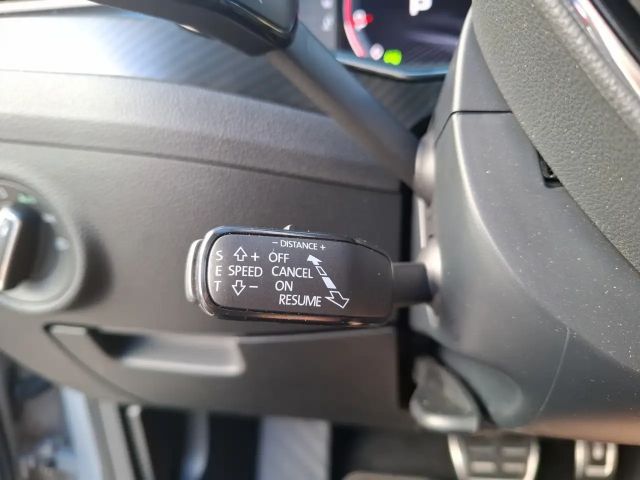 P
- DISTANCE +
S + OFF
E SPEED CANCEL
T - ON
RESUME